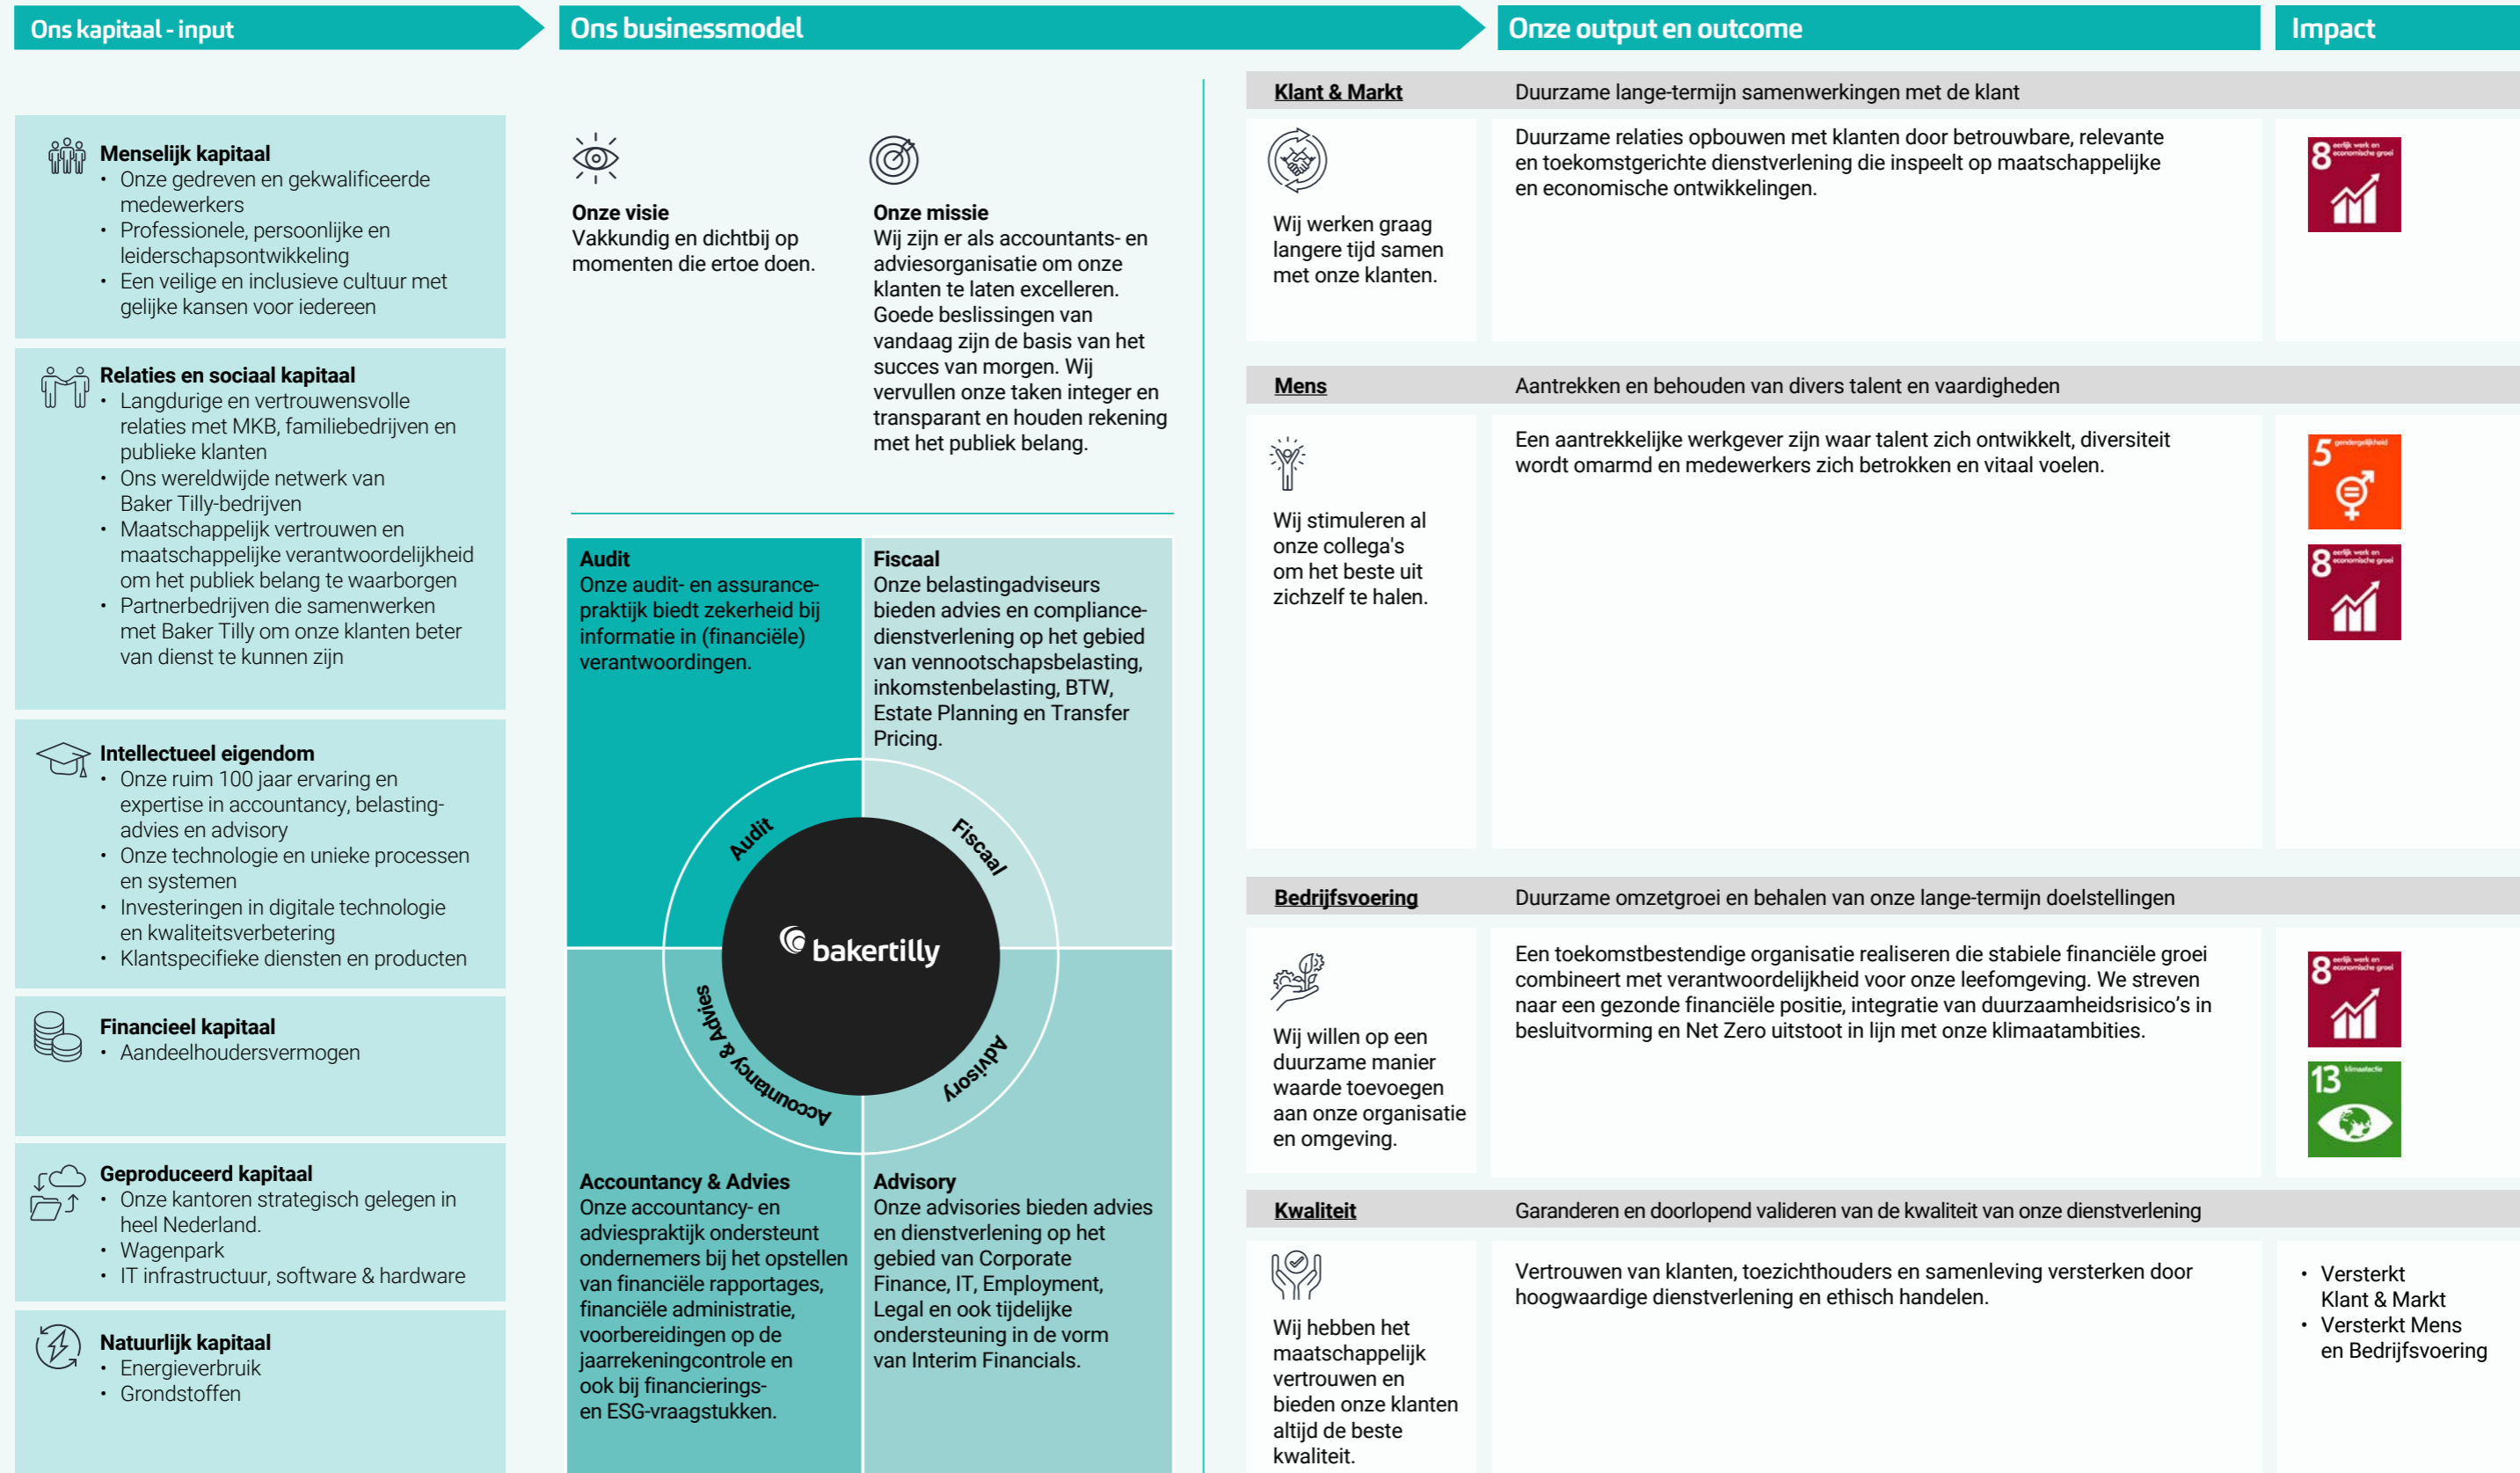 Ons kapitaal - input
Ons businessmodel
Onze output en outcome
Impact
Menselijk kapitaal
• Onze gedreven en gekwalificeerde
medewerkers
• Professionele, persoonlijke en
leiderschapsontwikkeling
• Een veilige en inclusieve cultuur met
gelijke kansen voor iedereen
Relaties en sociaal kapitaal
• Langdurige en vertrouwensvolle
relaties met MKB, familiebedrijven en
publieke klanten
• Ons wereldwijde netwerk van
Baker Tilly-bedrijven
• Maatschappelijk vertrouwen en
maatschappelijke verantwoordelijkheid
om het publiek belang te waarborgen
• Partnerbedrijven die samenwerken
met Baker Tilly om onze klanten beter
van dienst te kunnen zijn
Intellectueel eigendom
• Onze ruim 100 jaar ervaring en
expertise in accountancy, belasting-
advies en advisory
• Onze technologie en unieke processen
en systemen
• Investeringen in digitale technologie
en kwaliteitsverbetering
• Klantspecifieke diensten en producten
Financieel kapitaal
• Aandeelhoudersvermogen
Geproduceerd kapitaal
• Onze kantoren strategisch gelegen in
heel Nederland.
• Wagenpark
• IT infrastructuur, software & hardware
Natuurlijk kapitaal
• Energieverbruik
• Grondstoffen
Onze visie
Vakkundig en dichtbij op
momenten die ertoe doen.
Onze missie
Wij zijn er als accountants- en
adviesorganisatie om onze
klanten te laten excelleren.
Goede beslissingen van
vandaag zijn de basis van het
succes van morgen. Wij
vervullen onze taken integer en
transparant en houden rekening
met het publiek belang.
Audit
Onze audit- en assurance-
praktijk biedt zekerheid bij
informatie in (financiële)
verantwoordingen.
Fiscaal
Onze belastingadviseurs
bieden advies en compliance-
dienstverlening op het gebied
van vennootschapsbelasting,
inkomstenbelasting, BTW,
Estate Planning en Transfer
Pricing.
Audit
Fiscaal
bakertilly
Accountancy & Advies
Advisory
Accountancy & Advies
Onze accountancy- en
adviespraktijk ondersteunt
ondernemers bij het opstellen
van financiële rapportages,
financiële administratie,
voorbereidingen op de
jaarrekeningcontrole en
ook bij financierings-
en ESG-vraagstukken.
Advisory
Onze advisories bieden advies
en dienstverlening op het
gebied van Corporate
Finance, IT, Employment,
Legal en ook tijdelijke
ondersteuning in de vorm
van Interim Financials.
Klant & Markt
Duurzame lange-termijn samenwerkingen met de klant
Wij werken graag
langere tijd samen
met onze klanten.
Duurzame relaties opbouwen met klanten door betrouwbare, relevante
en toekomstgerichte dienstverlening die inspeelt op maatschappelijke
en economische ontwikkelingen.
8 eerlijk werk en
economische groei
Mens
Aantrekken en behouden van divers talent en vaardigheden
Wij stimuleren al
onze collega's
om het beste uit
zichzelf te halen.
Een aantrekkelijke werkgever zijn waar talent zich ontwikkelt, diversiteit
wordt omarmd en medewerkers zich betrokken en vitaal voelen.
5 gendergelijkheid
8 eerlijk werk en
economische groei
Bedrijfsvoering
Duurzame omzetgroei en behalen van onze lange-termijn doelstellingen
Wij willen op een
duurzame manier
waarde toevoegen
aan onze organisatie
en omgeving.
Een toekomstbestendige organisatie realiseren die stabiele financiële groei
combineert met verantwoordelijkheid voor onze leefomgeving. We streven
naar een gezonde financiële positie, integratie van duurzaamheidsrisico’s in
besluitvorming en Net Zero uitstoot in lijn met onze klimaatambities.
8 eerlijk werk en
economische groei
13 klimaatactie
Kwaliteit
Garanderen en doorlopend valideren van de kwaliteit van onze dienstverlening
Wij hebben het
maatschappelijk
vertrouwen en
bieden onze klanten
altijd de beste
kwaliteit.
Vertrouwen van klanten, toezichthouders en samenleving versterken door
hoogwaardige dienstverlening en ethisch handelen.
• Versterkt
Klant & Markt
• Versterkt Mens
en Bedrijfsvoering